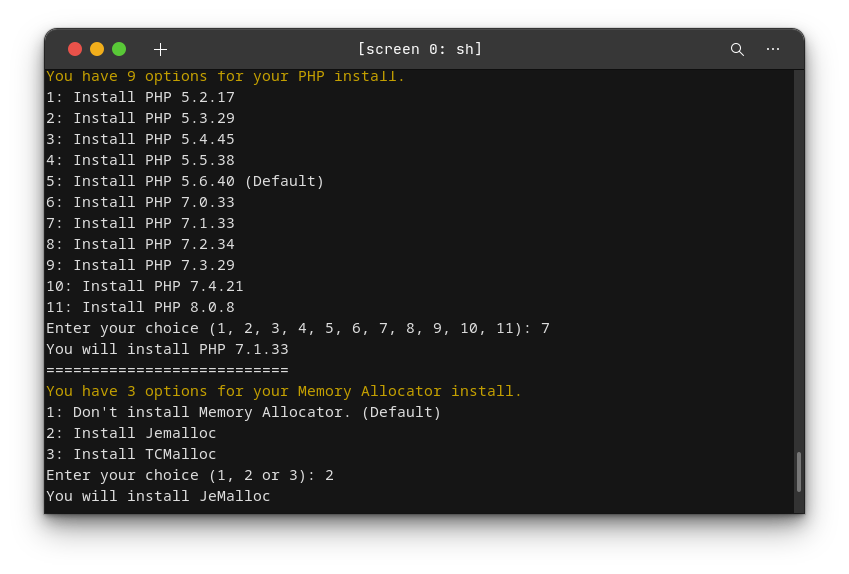 [screen 0: sh]
You have 9 options for your PHP install.
1: Install PHP 5.2.17
2: Install PHP 5.3.29
3: Install PHP 5.4.45
4: Install PHP 5.5.38
5: Install PHP 5.6.40 (Default)
6: Install PHP 7.0.33
7: Install PHP 7.1.33
8: Install PHP 7.2.34
9: Install PHP 7.3.29
10: Install PHP 7.4.21
11: Install PHP 8.0.8
Enter your choice (1, 2, 3, 4, 5, 6, 7, 8, 9, 10, 11): 7
You will install PHP 7.1.33
===========================
You have 3 options for your Memory Allocator install.
1: Don't install Memory Allocator. (Default)
2: Install Jemalloc
3: Install TCMalloc
Enter your choice (1, 2 or 3): 2
You will install JeMalloc